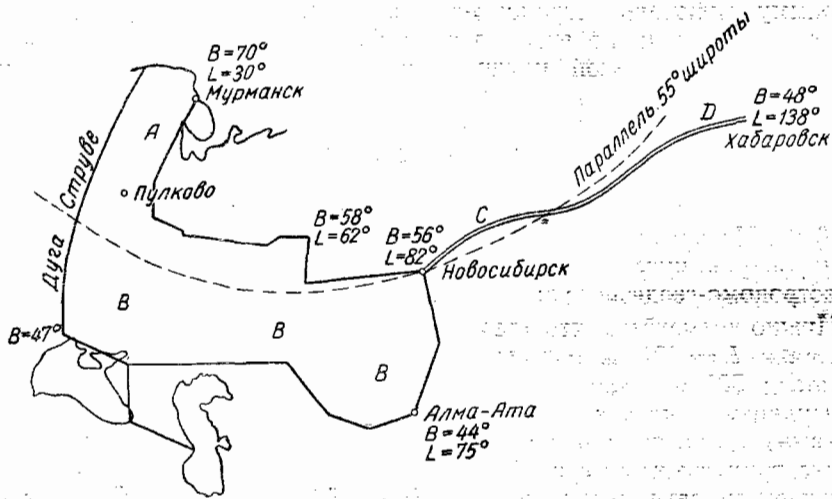 B=70°
L=30°
Мурманск
A
Пулково
Дуга Струве
B=58°
L=62°
B=56°
L=82°
Новосибирск
C
D
Параллель 55° широты
B=48°
L=138°
Хабаровск
B
B
B
B=47°
Алма-Ата
B=44°
L=75°